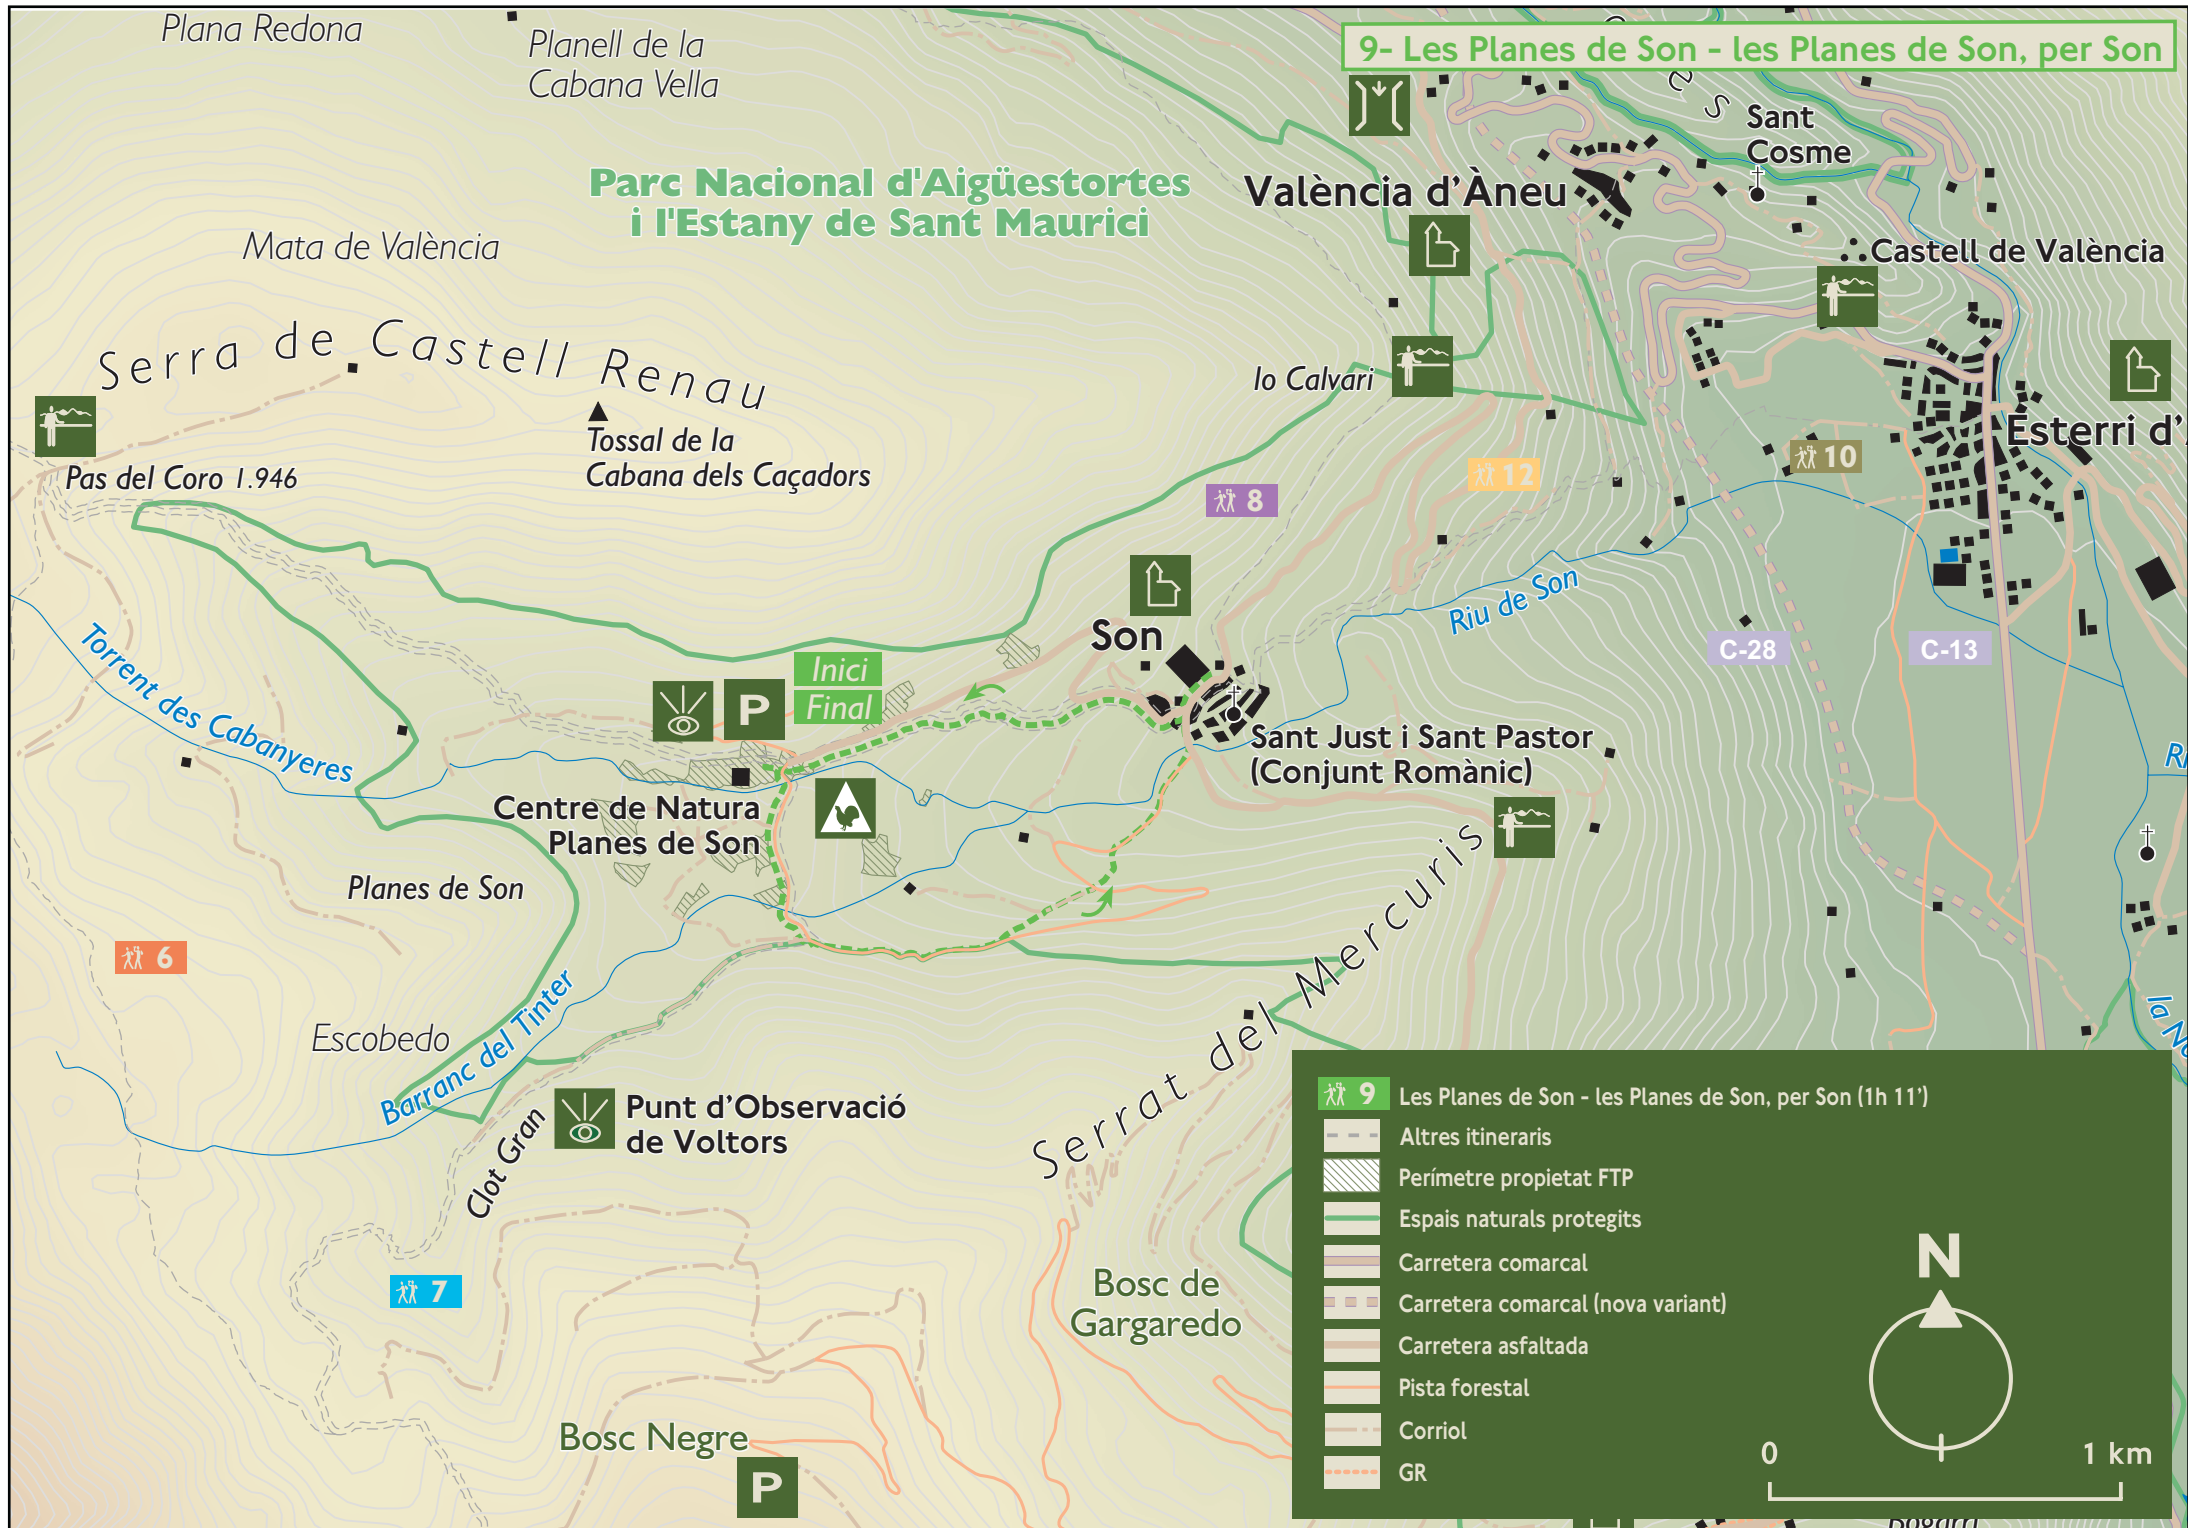 Plana Redona
Planell de la
Cabana Vella
9- Les Planes de Son - les Planes de Son, per Son
Sant
Cosme
Parc Nacional d'Aigüestortes
i l'Estany de Sant Maurici
València d'Àneu
Mata de València
Castell de València
Serra de Castell Renau
Io Calvari
Tossal de la
Cabana dels Caçadors
Pas del Coro 1.946
Esterri d'
8
12
10
Riu de Son
Son
C-28
C-13
Torrent des Cabanyeres
Inici
Final
P
Sant Just i Sant Pastor
(Conjunt Romànic)
Centre de Natura
Planes de Son
Planes de Son
6
Serrat del Mercuris
Escobedo
Barranc del Tinter
Clot Gran
Punt d'Observació
de Voltors
7
Bosc de
Gargaredo
Bosc Negre
P
9 Les Planes de Son - les Planes de Son, per Son (1h 11')
Altres itineraris
Perímetre propietat FTP
Espais naturals protegits
Carretera comarcal
Carretera comarcal (nova variant)
Carretera asfaltada
Pista forestal
Corriol
GR
N
0 1 km